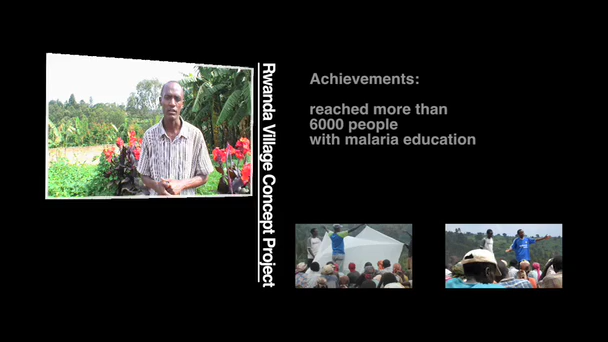 Rwanda Village Concept Project
Achievements:
reached more than
6000 people
with malaria education